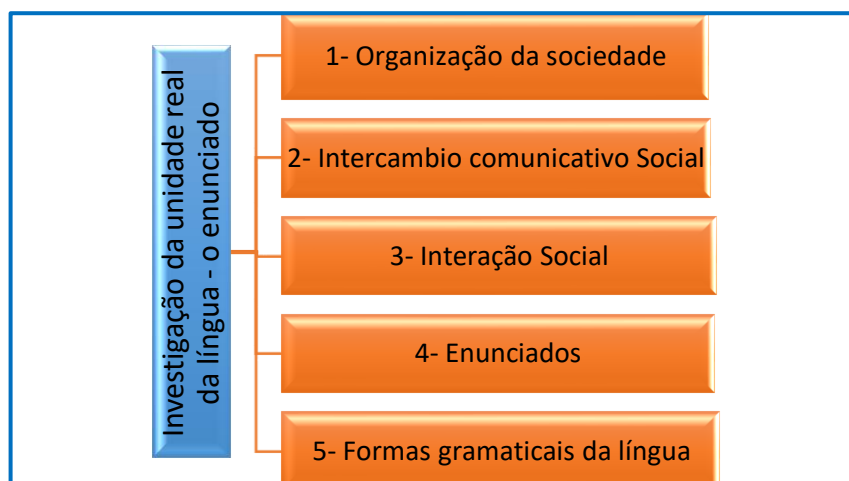 Investigação da unidade real
da língua - o enunciado
1- Organização da sociedade
2- Intercambio comunicativo Social
3- Interação Social
4- Enunciados
5- Formas gramaticais da língua